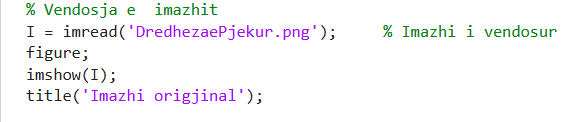 % Vendosja e  imazhit
I = imread('DredhezaePjekur.png');     % Imazhi i vendosur
figure;
imshow(I);
title('Imazhi origjinal');